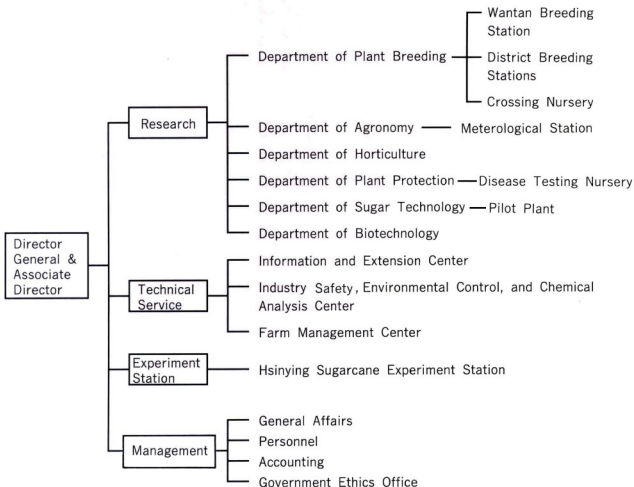 Wantan Breeding
Station
Department of Plant Breeding
District Breeding
Stations
Crossing Nursery
Research
Department of Agronomy
Meterological Station
Department of Horticulture
Department of Plant Protection
Disease Testing Nursery
Department of Sugar Technology
Pilot Plant
Department of Biotechnology
Director
General &
Associate
Director
Information and Extension Center
Technical
Service
Industry Safety, Environmental Control, and Chemical
Analysis Center
Farm Management Center
Experiment
Station
Hsinying Sugarcane Experiment Station
General Affairs
Management
Personnel
Accounting
Government Ethics Office